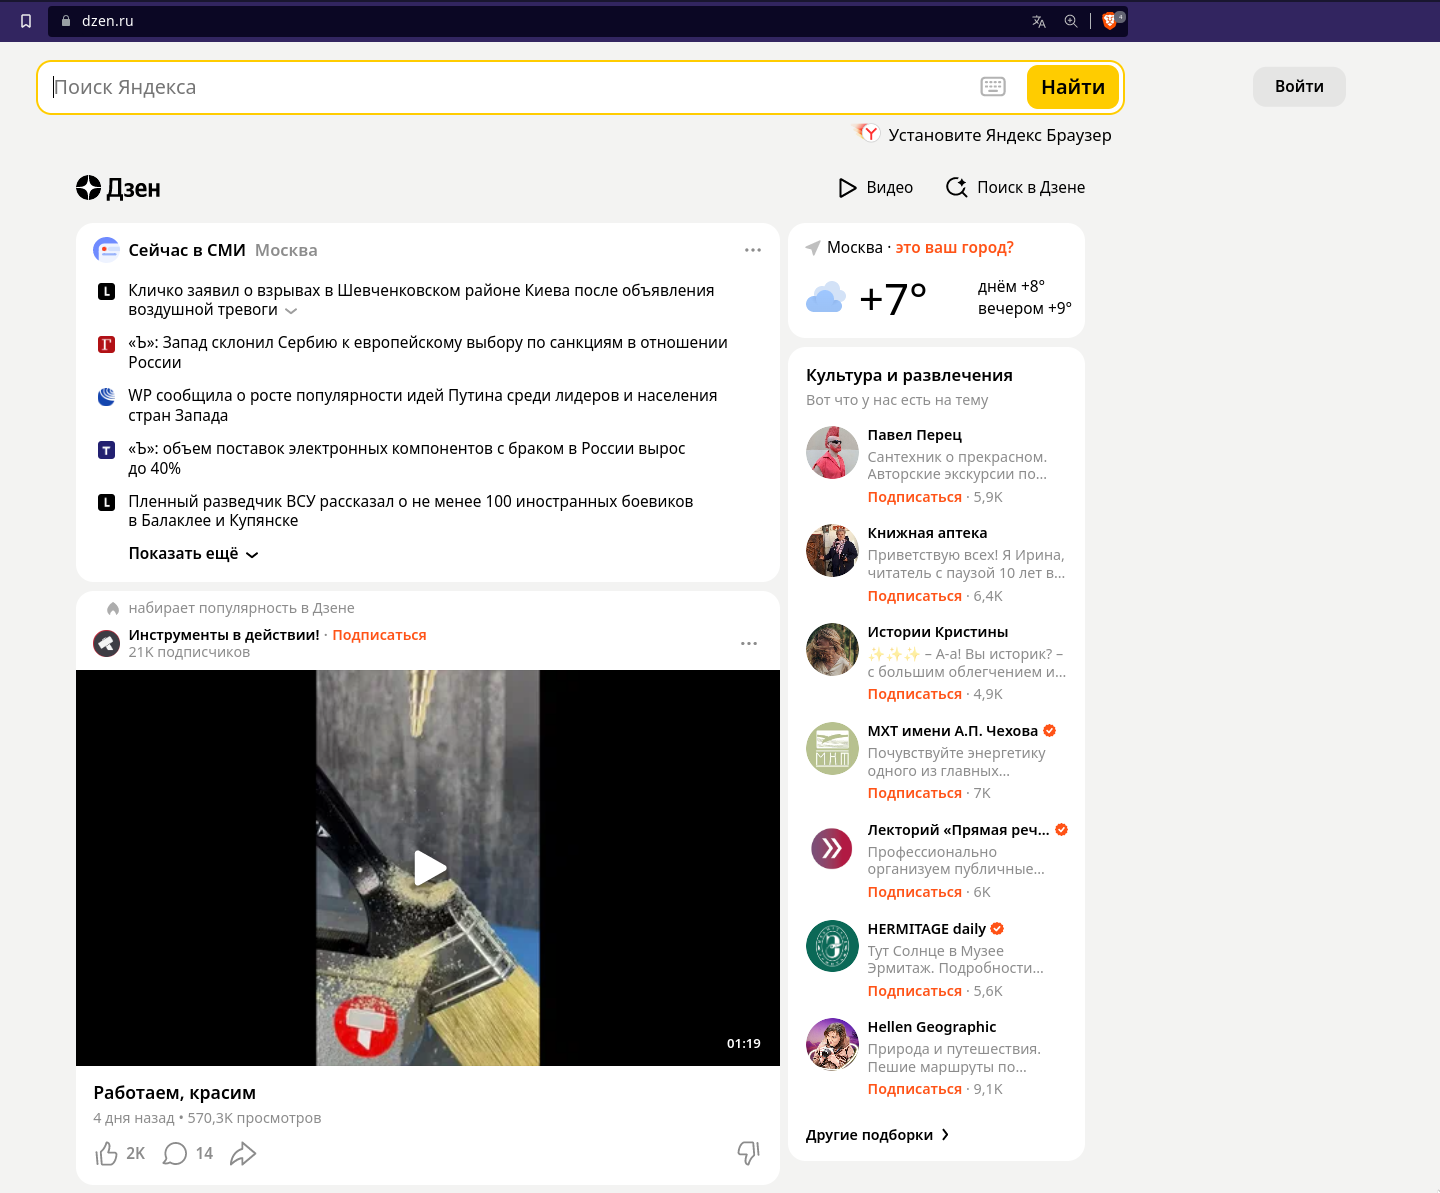 dzen.ru
4
Поиск Яндекса
Найти
Войти
Установите Яндекс Браузер
Дзен
Видео
Поиск в Дзене
Сейчас в СМИ Москва
Кличко заявил о взрывах в Шевченковском районе Киева после объявления
воздушной тревоги
«Ъ»: Запад склонил Сербию к европейскому выбору по санкциям в отношении
России
WP сообщила о росте популярности идей Путина среди лидеров и населения
стран Запада
«Ъ»: объем поставок электронных компонентов с браком в России вырос
до 40%
Пленный разведчик ВСУ рассказал о не менее 100 иностранных боевиков
в Балаклее и Купянске
Показать ещё
набирает популярность в Дзене
Инструменты в действии! · Подписаться
21K подписчиков
01:19
Работаем, красим
4 дня назад • 570,3K просмотров
2K
14
Москва · это ваш город?
+7°
днём +8°
вечером +9°
Культура и развлечения
Вот что у нас есть на тему
Павел Перец
Сантехник о прекрасном.
Авторские экскурсии по...
Подписаться · 5,9K
Книжная аптека
Приветствую всех! Я Ирина,
читатель с паузой 10 лет в...
Подписаться · 6,4K
Истории Кристины
✨✨✨ – А-а! Вы историк? –
с большим облегчением и...
Подписаться · 4,9K
МХТ имени А.П. Чехова
Почувствуйте энергетику
одного из главных...
Подписаться · 7K
Лекторий «Прямая реч...
Профессионально
организуем публичные...
Подписаться · 6K
HERMITAGE daily
Тут Солнце в Музее
Эрмитаж. Подробности...
Подписаться · 5,6K
Hellen Geographic
Природа и путешествия.
Пешие маршруты по...
Подписаться · 9,1K
Другие подборки